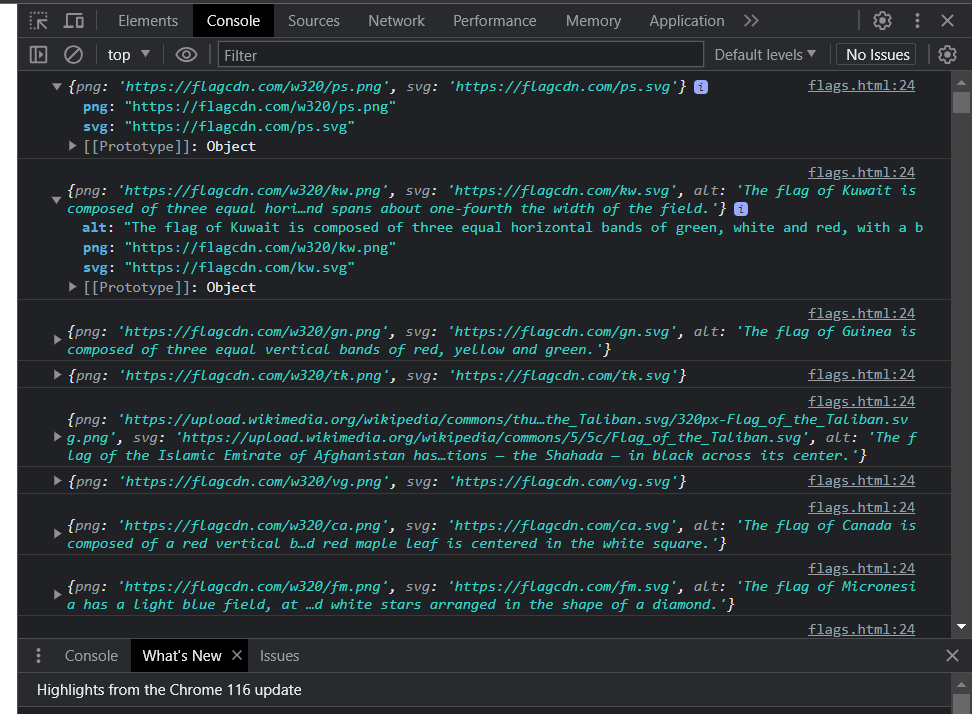 Elements Console Sources Network Performance Memory Application
top Filter Default levels No Issues
{png: 'https://flagcdn.com/w320/ps.png', svg: 'https://flagcdn.com/ps.svg'} i flags.html:24
png: "https://flagcdn.com/w320/ps.png"
svg: "https://flagcdn.com/ps.svg"
[[Prototype]]: Object
flags.html:24
{png: 'https://flagcdn.com/w320/kw.png', svg: 'https://flagcdn.com/kw.svg', alt: 'The flag of Kuwait is
composed of three equal hori…nd spans about one-fourth the width of the field.'} i
alt: "The flag of Kuwait is composed of three equal horizontal bands of green, white and red, with a b
png: "https://flagcdn.com/w320/kw.png"
svg: "https://flagcdn.com/kw.svg"
[[Prototype]]: Object
flags.html:24
{png: 'https://flagcdn.com/w320/gn.png', svg: 'https://flagcdn.com/gn.svg', alt: 'The flag of Guinea is
composed of three equal vertical bands of red, yellow and green.'}
{png: 'https://flagcdn.com/w320/tk.png', svg: 'https://flagcdn.com/tk.svg'} flags.html:24
flags.html:24
{png: 'https://upload.wikimedia.org/wikipedia/commons/thu…the_Taliban.svg/320px-Flag_of_the_Taliban.sv
g.png', svg: 'https://upload.wikimedia.org/wikipedia/commons/5/5c/Flag_of_the_Taliban.svg', alt: 'The f
lag of the Islamic Emirate of Afghanistan has…tions — the Shahada — in black across its center.'}
{png: 'https://flagcdn.com/w320/vg.png', svg: 'https://flagcdn.com/vg.svg'} flags.html:24
flags.html:24
{png: 'https://flagcdn.com/w320/ca.png', svg: 'https://flagcdn.com/ca.svg', alt: 'The flag of Canada is
composed of a red vertical b…d red maple leaf is centered in the white square.'}
flags.html:24
{png: 'https://flagcdn.com/w320/fm.png', svg: 'https://flagcdn.com/fm.svg', alt: 'The flag of Micronesi
a has a light blue field, at …d white stars arranged in the shape of a diamond.'}
flags.html:24
Console What's New Issues
Highlights from the Chrome 116 update